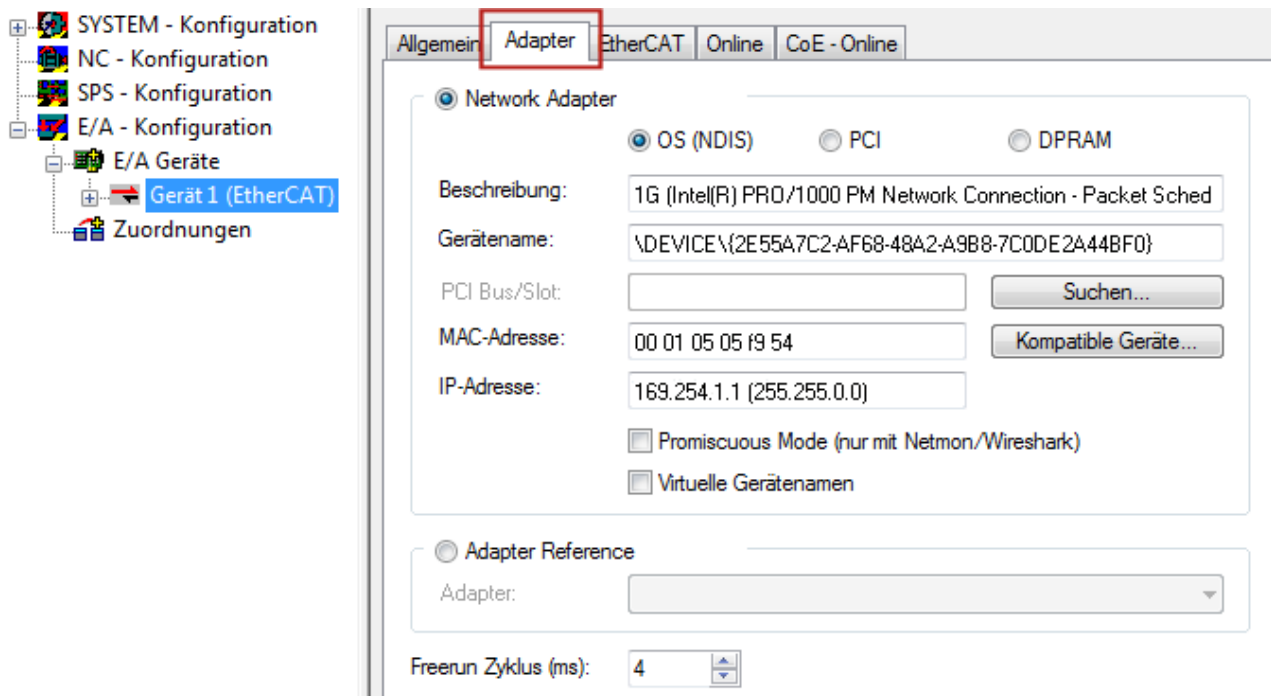 SYSTEM - Konfiguration
NC - Konfiguration
SPS - Konfiguration
E/A - Konfiguration
E/A Geräte
Gerät 1 (EtherCAT)
Zuordnungen
Allgemein Adapter EtherCAT Online CoE - Online
Network Adapter
OS (NDIS) PCI DPRAM
Beschreibung: 1G (Intel(R) PRO/1000 PM Network Connection - Packet Sched
Gerätename: \DEVICE\{2E55A7C2-AF68-48A2-A9B8-7C0DE2A44BF0}
PCI Bus/Slot: Suchen...
MAC-Adresse: 00 01 05 05 f9 54 Kompatible Geräte...
IP-Adresse: 169.254.1.1 (255.255.0.0)
Promiscuous Mode (nur mit Netmon/Wireshark)
Virtuelle Gerätenamen
Adapter Reference
Adapter:
Freerun Zyklus (ms): 4